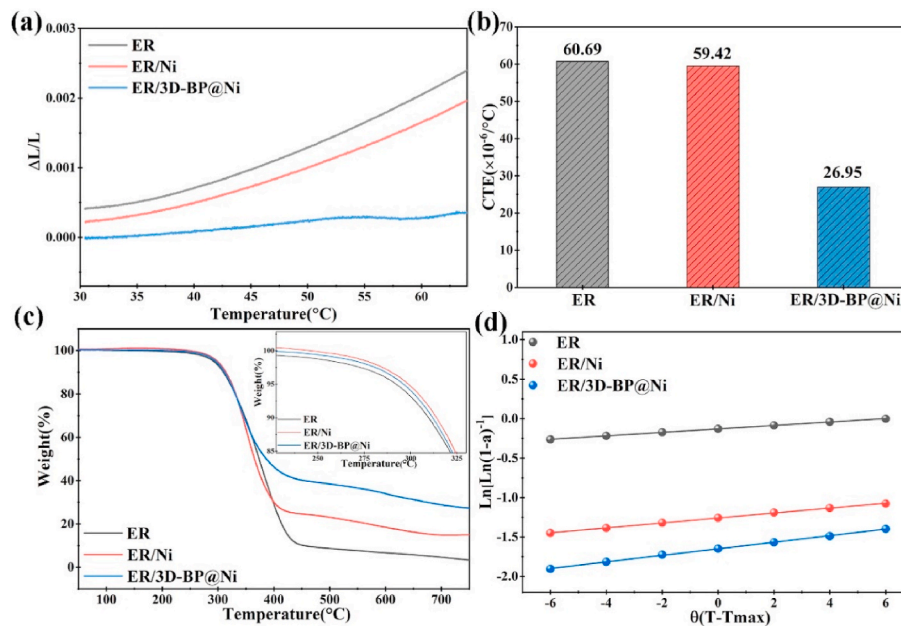 (a)
ER
ER/Ni
ER/3D-BP@Ni
0.003
0.002
0.001
0.000
ΔL/L
30 35 40 45 50 55 60
Temperature(°C)
(b)
70
60
50
40
30
20
10
0
CTE(×10⁻⁶/°C)
60.69
59.42
26.95
ER ER/Ni ER/3D-BP@Ni
(c)
100
80
60
40
20
0
Weight(%)
100
95
90
85
Weight(%)
ER
ER/Ni
ER/3D-BP@Ni
250 275 300 325
Temperature(°C)
ER
ER/Ni
ER/3D-BP@Ni
100 200 300 400 500 600 700
Temperature(°C)
(d)
ER
ER/Ni
ER/3D-BP@Ni
1.0
0.5
0.0
-0.5
-1.0
-1.5
-2.0
Ln[Ln(1-a)⁻¹]
-6 -4 -2 0 2 4 6
θ(T-Tmax)